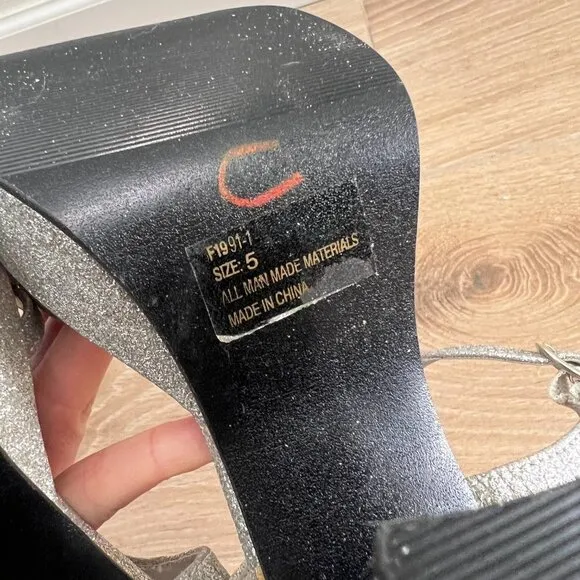 C
F1991-1
SIZE: 5
ALL MAN MADE MATERIALS
MADE IN CHINA